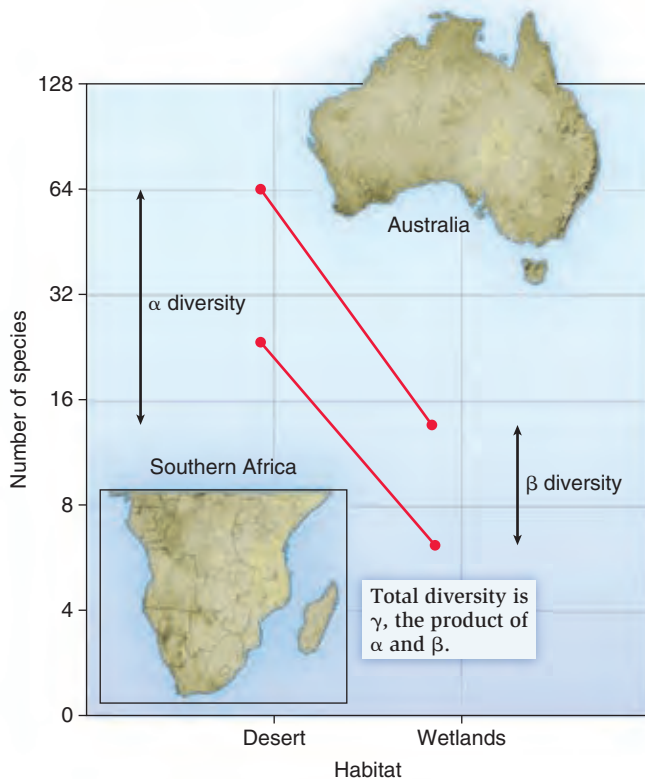 Number of species
128
64
32
16
8
4
0
Australia
α diversity
Southern Africa
β diversity
Total diversity is
γ, the product of
α and β.
Desert
Wetlands
Habitat